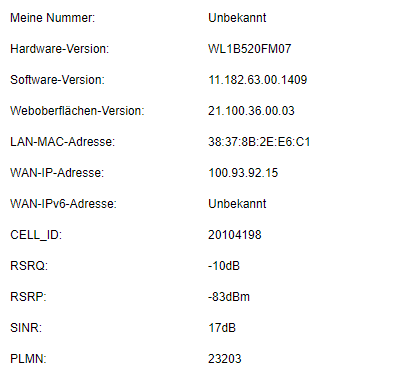 Meine Nummer: Unbekannt
Hardware-Version: WL1B520FM07
Software-Version: 11.182.63.00.1409
Weboberflächen-Version: 21.100.36.00.03
LAN-MAC-Adresse: 38:37:8B:2E:E6:C1
WAN-IP-Adresse: 100.93.92.15
WAN-IPv6-Adresse: Unbekannt
CELL_ID: 20104198
RSRQ: -10dB
RSRP: -83dBm
SINR: 17dB
PLMN: 23203